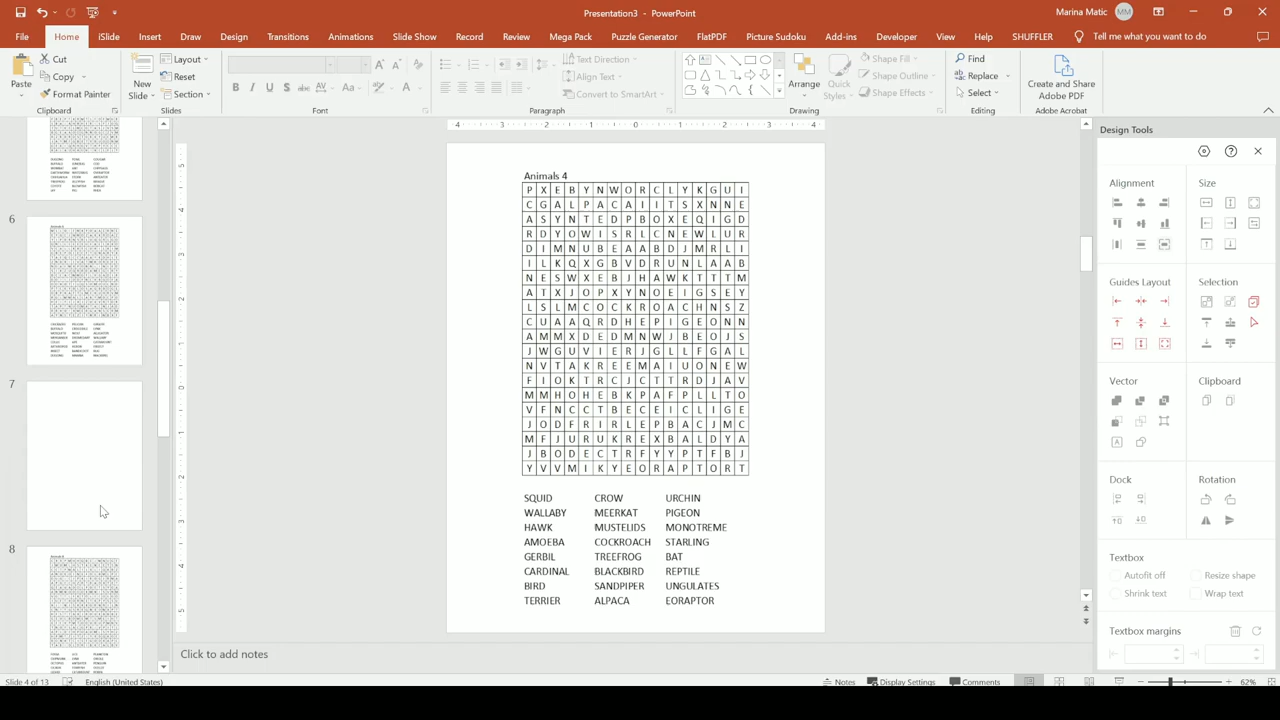 Presentation3 - PowerPoint
Marina Matic MM
File Home iSlide Insert Draw Design Transitions Animations Slide Show Record Review Mega Pack Puzzle Generator FlatPDF Picture Sudoku Add-ins Developer View Help SHUFFLER Tell me what you want to do
Paste
Cut
Copy
Format Painter
Clipboard
New Slide
Layout
Reset
Section
Slides
Font
Text Direction
Align Text
Convert to SmartArt
Paragraph
Arrange
Quick Styles
Shape Fill
Shape Outline
Shape Effects
Drawing
Find
Replace
Select
Editing
Create and Share
Adobe PDF
Adobe Acrobat
6
7
8
Animals 4
P X E B Y N W O R C L Y K G U I
C G A L P A C A I I T S X N N E
A S Y N T E D P B O X E Q I G D
R D Y O W I S R L C N E W L U R
D I M N U B E A A B D J M R L I
I L K Q X G B V D R U N L A A B
N E S W X E B J H A W K T T T M
A T X J O P X Y N O E I G S E Y
L S L M C O C K R O A C H N S Z
C U A A Q R D H E P I G E O N N
A M M X D E D M N W J B E O J S
J W G U V I E R J G L L F G A L
N V T A K R E E M A I U O N E W
F I O K T R C J C T T R D J A V
M M H O H E B K P A F P L L T O
V F N C C T B E C E I C L I G E
J O D F R I R L E P B A C J M C
M F J U R U K R E X B A L D Y A
J B O D E C T R F Y Y P T F B J
Y V V M I K Y E O R A P T O R T
SQUID CROW URCHIN
WALLABY MEERKAT PIGEON
HAWK MUSTELIDS MONOTREME
AMOEBA COCKROACH STARLING
GERBIL TREEFROG BAT
CARDINAL BLACKBIRD REPTILE
BIRD SANDPIPER UNGULATES
TERRIER ALPACA EORAPTOR
Click to add notes
Design Tools
Alignment Size
Guides Layout Selection
Vector Clipboard
Dock Rotation
Textbox
Autofit off Resize shape
Shrink text Wrap text
Textbox margins
Slide 4 of 13 English (United States) Notes Display Settings Comments 62%